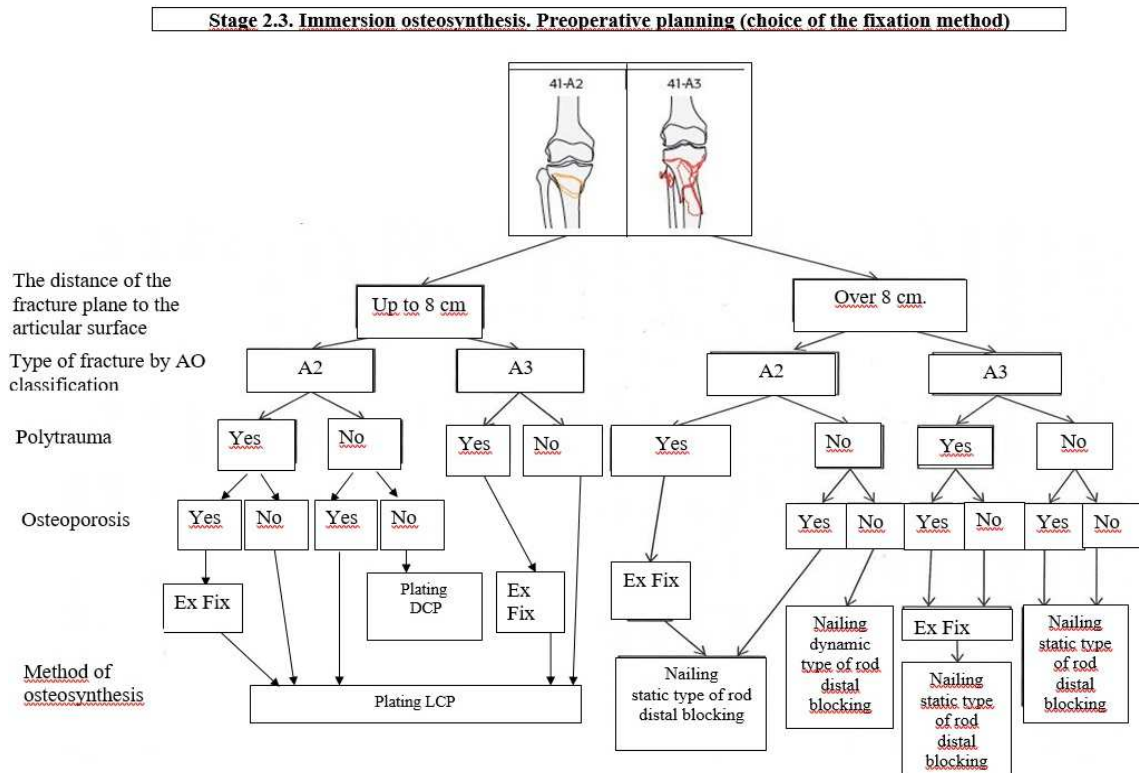 Stage 2.3. Immersion osteosynthesis. Preoperative planning (choice of the fixation method)
41-A2
41-A3
The distance of the
fracture plane to the
articular surface
Up to 8 cm
Over 8 cm.
Type of fracture by AO
classification
A2
A3
A2
A3
Polytrauma
Yes
No
Yes
No
Yes
No
Yes
No
Osteoporosis
Yes
No
Yes
No
Yes
No
Yes
No
Yes
No
Ex Fix
Plating
DCP
Ex
Fix
Ex Fix
Nailing
dynamic
type of rod
distal
blocking
Ex Fix
Nailing
static type
of rod
distal
blocking
Method of
osteosynthesis
Plating LCP
Nailing
static type of rod
distal blocking
Nailing
static type
of rod
distal
blocking